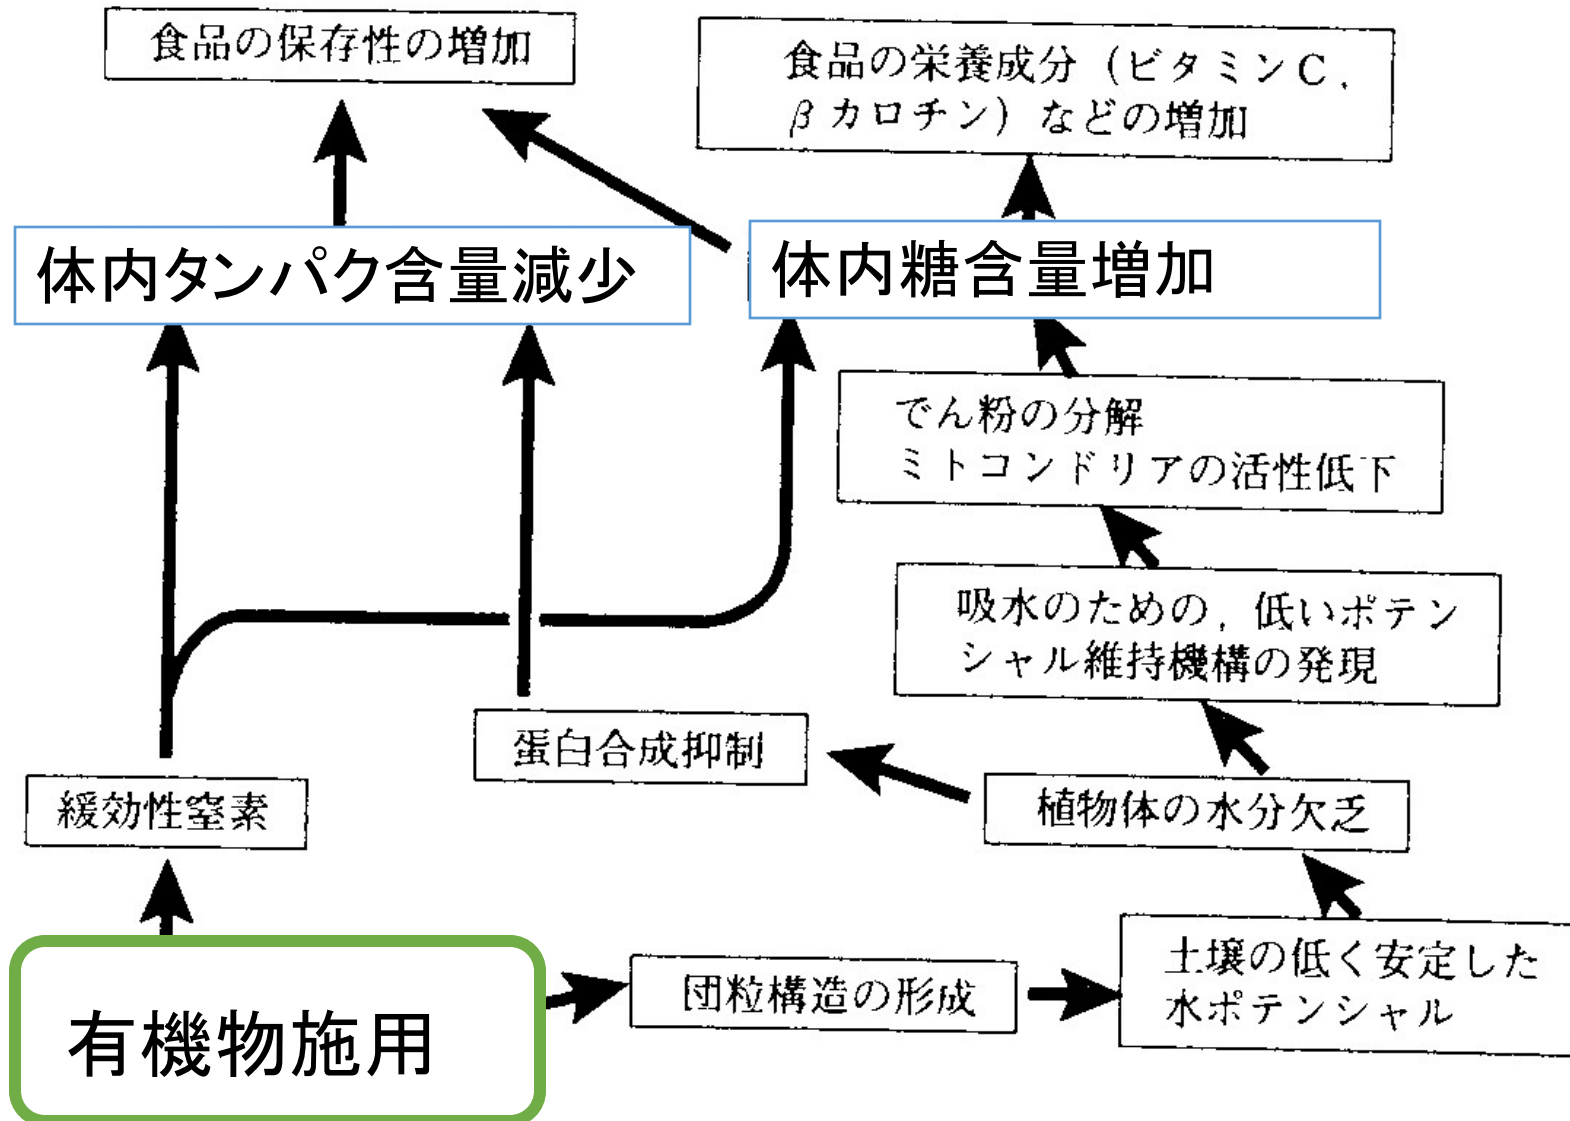 食品の保存性の増加
食品の栄養成分（ビタミンC，
βカロチン）などの増加
体内タンパク含量減少
体内糖含量増加
でん粉の分解
ミトコンドリアの活性低下
吸水のための，低いポテン
シャル維持機構の発現
蛋白合成抑制
緩効性窒素
植物体の水分欠乏
有機物施用
団粒構造の形成
土壌の低く安定した
水ポテンシャル